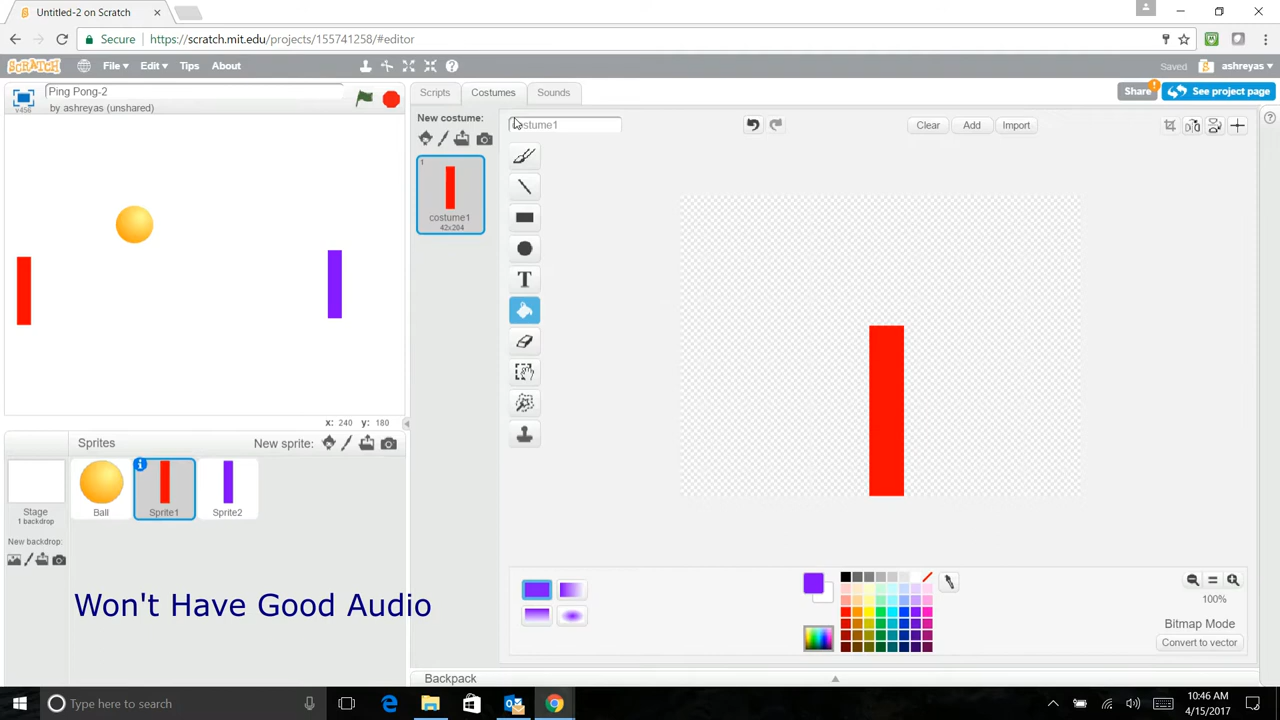 Untitled-2 on Scratch
Secure https://scratch.mit.edu/projects/155741258/#editor
SCRATCH File Edit Tips About Saved ashreyas
Ping Pong-2
by ashreyas (unshared)
v456
Scripts Costumes Sounds
Share See project page
New costume:
costume1
Clear Add Import
1
costume1
42x204
T
x: 240 y: 180
Sprites New sprite:
Stage
1 backdrop
New backdrop:
Ball Sprite1 Sprite2
Won't Have Good Audio
100%
Bitmap Mode
Convert to vector
Backpack
Type here to search
10:46 AM
4/15/2017